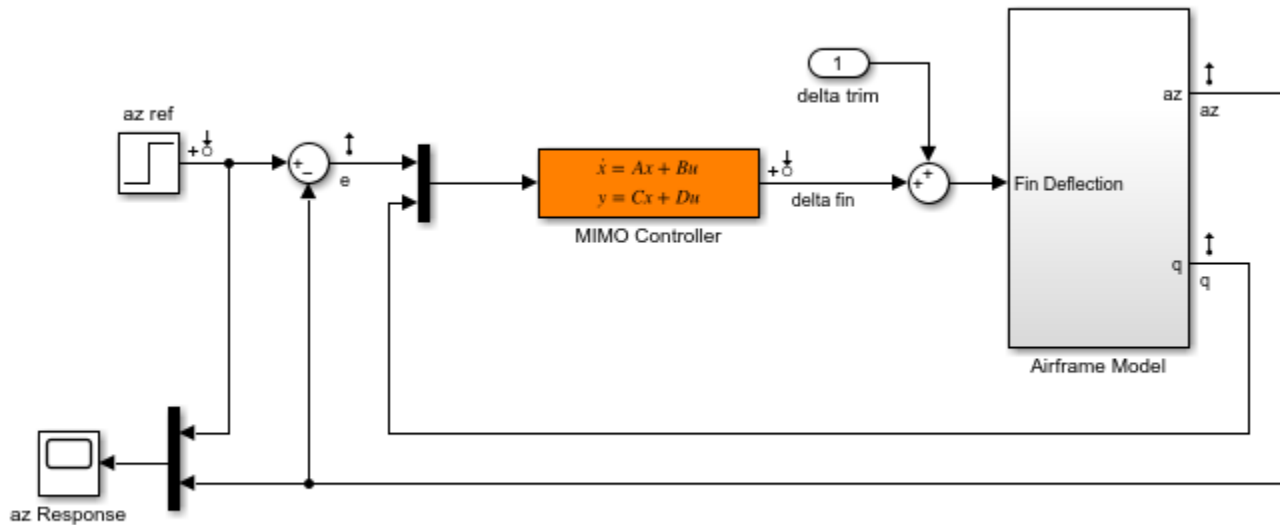 az ref
+
+
−
e
ẋ = Ax + Bu
y = Cx + Du
MIMO Controller
+
delta fin
1
delta trim
+
+
Fin Deflection
az
az
q
q
Airframe Model
az Response